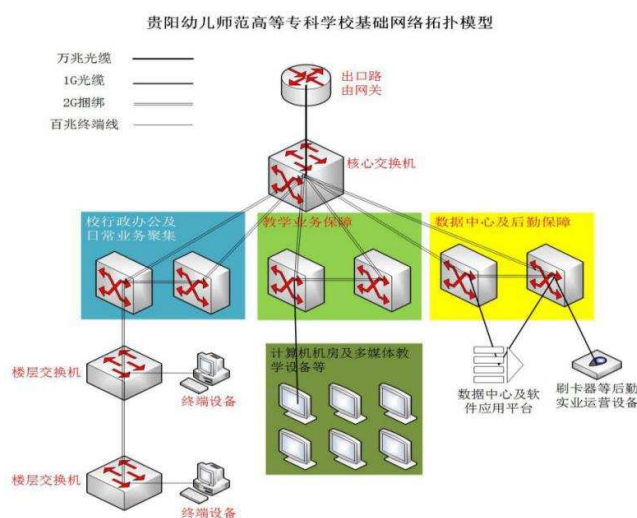 贵阳幼儿师范高等专科学校基础网络拓扑模型
万兆光缆
1G光缆
2G捆绑
百兆终端线
出口路
由网关
核心交换机
校行政办公及
日常业务聚集
教学业务保障
数据中心及后勤保障
楼层交换机
终端设备
计算机机房及多媒体教
学设备等
数据中心及软
件应用平台
刷卡器等后勤
实业运营设备
楼层交换机
终端设备